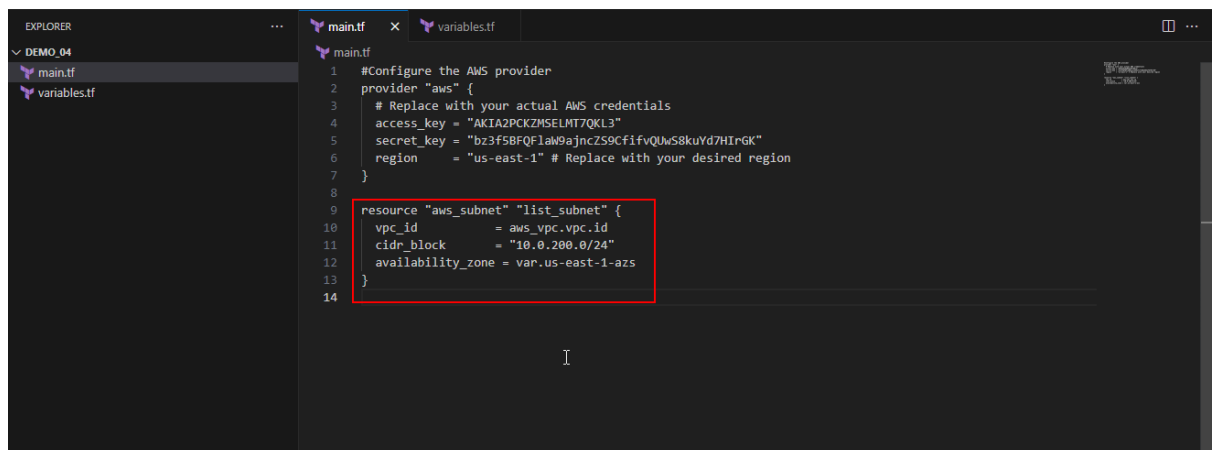 EXPLORER
···
DEMO_04
main.tf
variables.tf
main.tf
variables.tf
···
main.tf
1 #Configure the AWS provider
2 provider "aws" {
3 # Replace with your actual AWS credentials
4 access_key = "AKIA2PCKZMSELMT7QKL3"
5 secret_key = "bz3f5BFQFlaW9ajncZS9CfifvQUwS8kuYd7HIrGK"
6 region = "us-east-1" # Replace with your desired region
7 }
8
9 resource "aws_subnet" "list_subnet" {
10 vpc_id = aws_vpc.vpc.id
11 cidr_block = "10.0.200.0/24"
12 availability_zone = var.us-east-1-azs
13 }
14